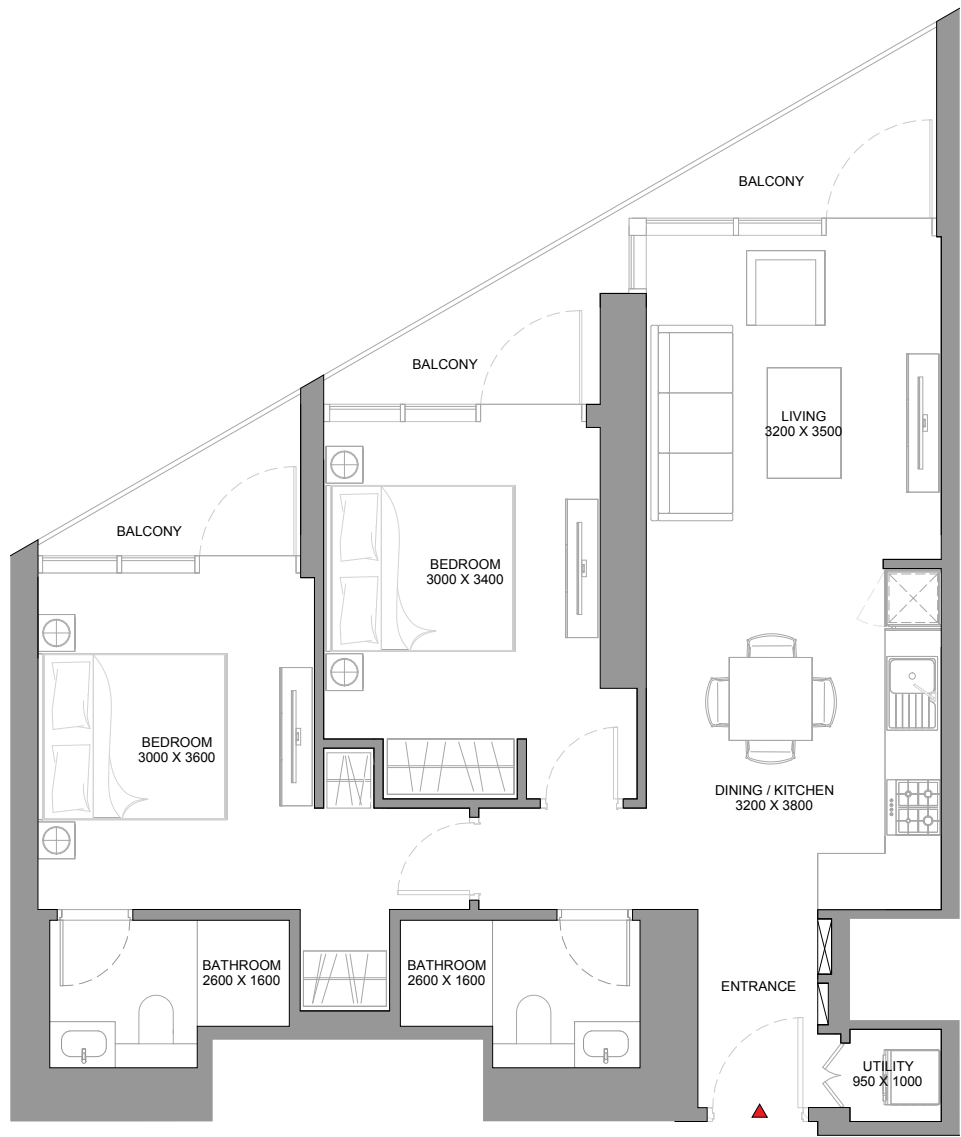 BALCONY
BALCONY
LIVING
3200 X 3500
BALCONY
BEDROOM
3000 X 3400
BEDROOM
3000 X 3600
DINING / KITCHEN
3200 X 3800
BATHROOM
2600 X 1600
BATHROOM
2600 X 1600
ENTRANCE
UTILITY
950 X 1000